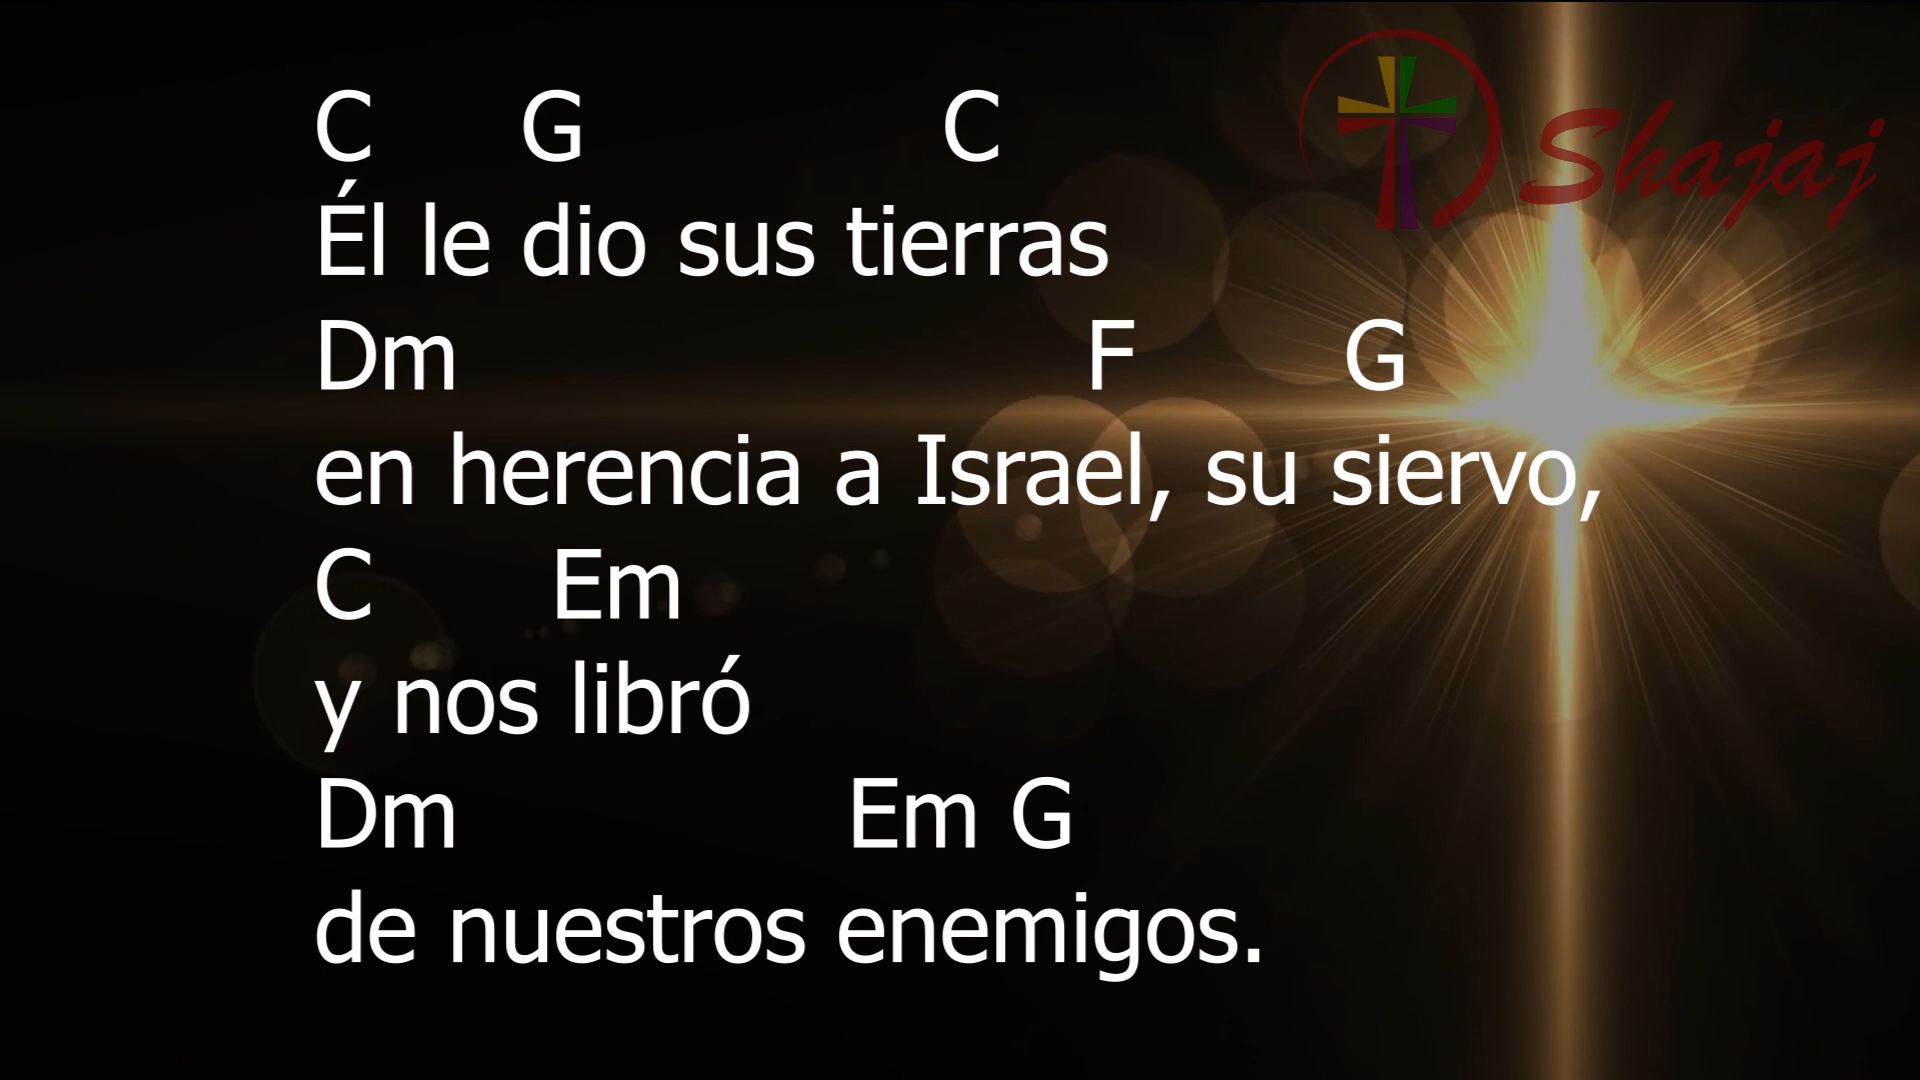 C G C
Shajaj
Él le dio sus tierras
Dm F G
en herencia a Israel, su siervo,
C Em
y nos libró
Dm Em G
de nuestros enemigos.